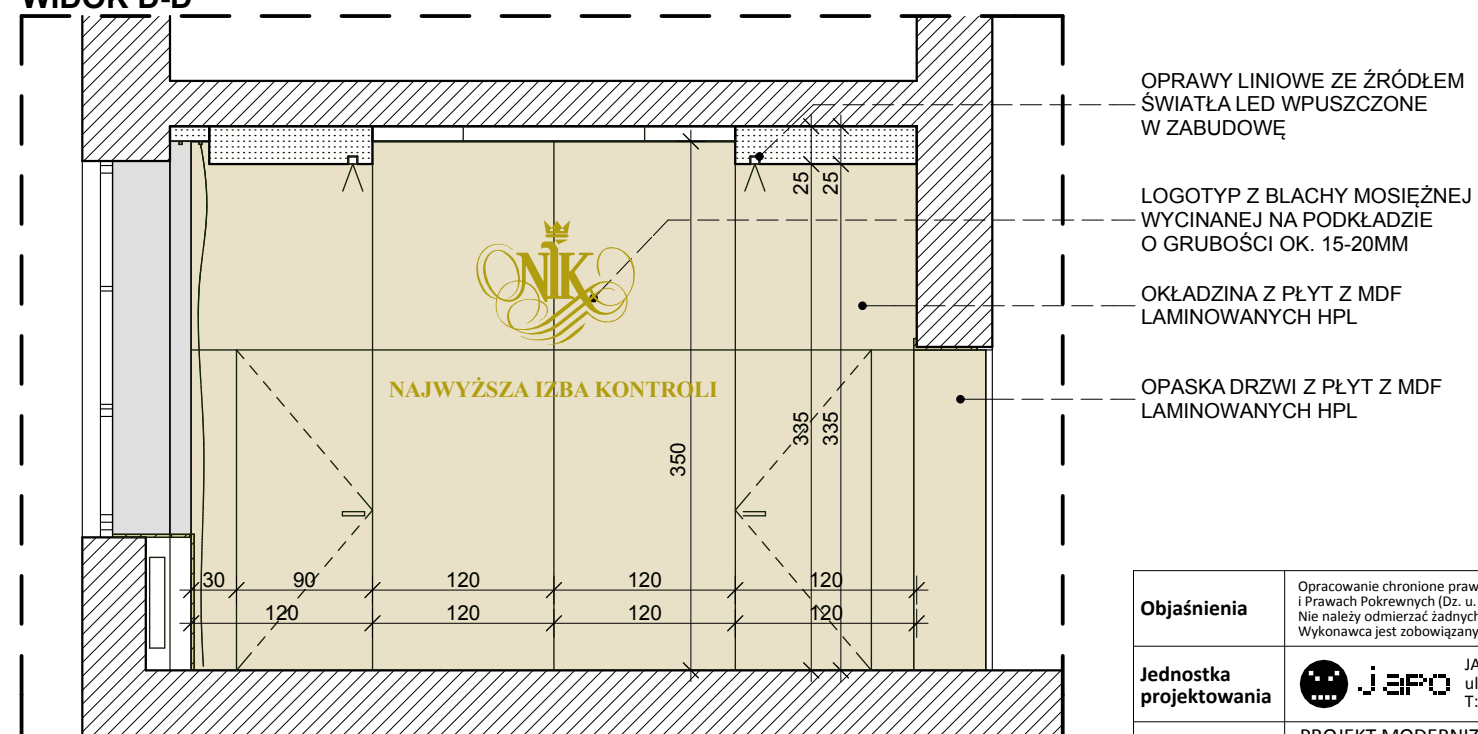 WIDOK D-D
OPRAWY LINIOWE ZE ŹRÓDŁEM
ŚWIATŁA LED WPUSZCZONE
W ZABUDOWĘ
LOGOTYP Z BLACHY MOSIĘŻNEJ
WYCINANEJ NA PODKŁADZIE
O GRUBOŚCI OK. 15-20MM
OKŁADZINA Z PŁYT Z MDF
LAMINOWANYCH HPL
OPASKA DRZWI Z PŁYT Z MDF
LAMINOWANYCH HPL
25
25
NIK
NAJWYŻSZA IZBA KONTROLI
350
335
335
30
90
120
120
120
120
120
120
120
Objaśnienia
Opracowanie chronione praw
i Prawach Pokrewnych (Dz. u.
Nie należy odmierzać żadnych
Wykonawca jest zobowiązany
Jednostka
projektowania
japo
JA
ul
T:
PROJEKT MODERNIZ